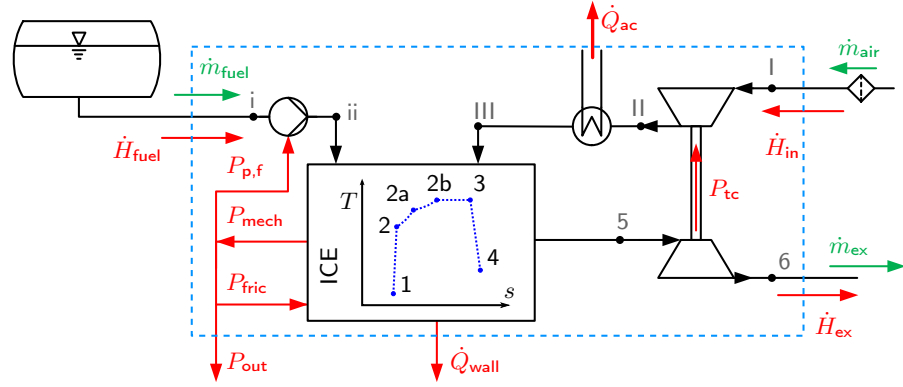 Q̇ac
ṁfuel
ṁair
I
i
ii
III
II
Ḣfuel
Ḣin
Pp,f
Ptc
T
2a
2b
3
2
Pmech
5
ICE
4
ṁex
6
Pfric
1
s
Ḣex
Pout
Q̇wall